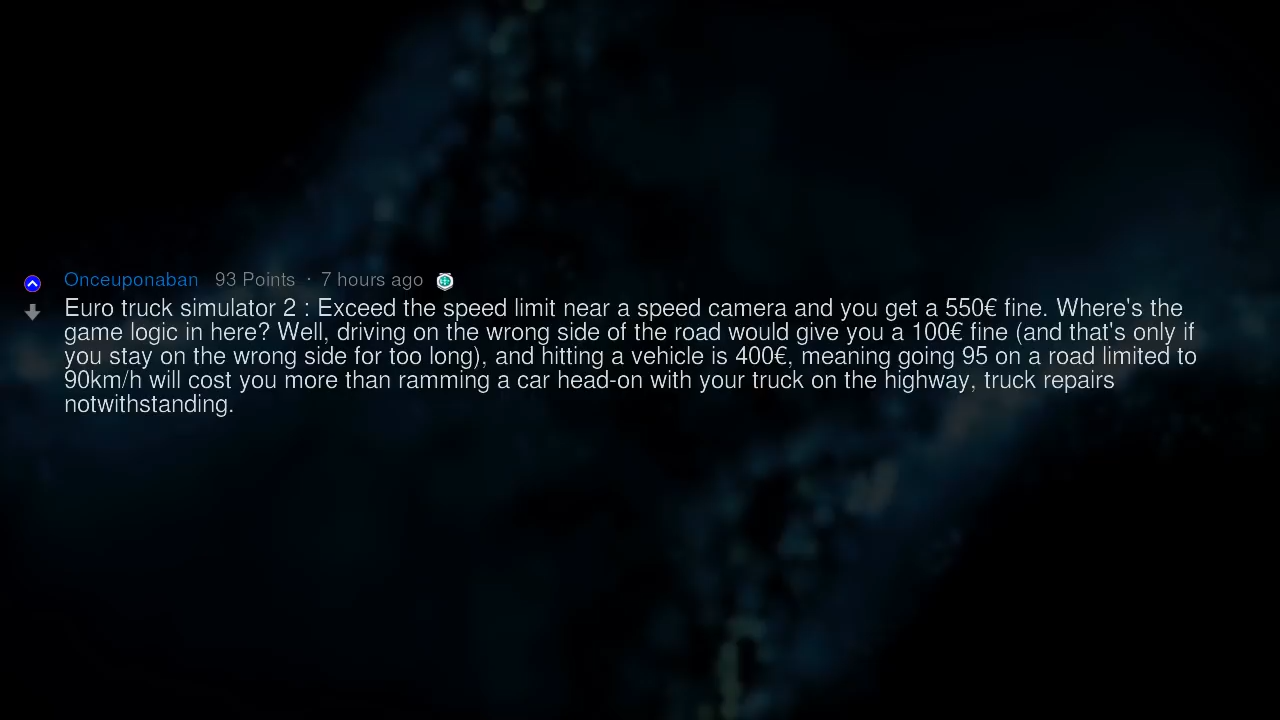 Onceuponaban 93 Points · 7 hours ago
Euro truck simulator 2 : Exceed the speed limit near a speed camera and you get a 550€ fine. Where's the
game logic in here? Well, driving on the wrong side of the road would give you a 100€ fine (and that's only if
you stay on the wrong side for too long), and hitting a vehicle is 400€, meaning going 95 on a road limited to
90km/h will cost you more than ramming a car head-on with your truck on the highway, truck repairs
notwithstanding.